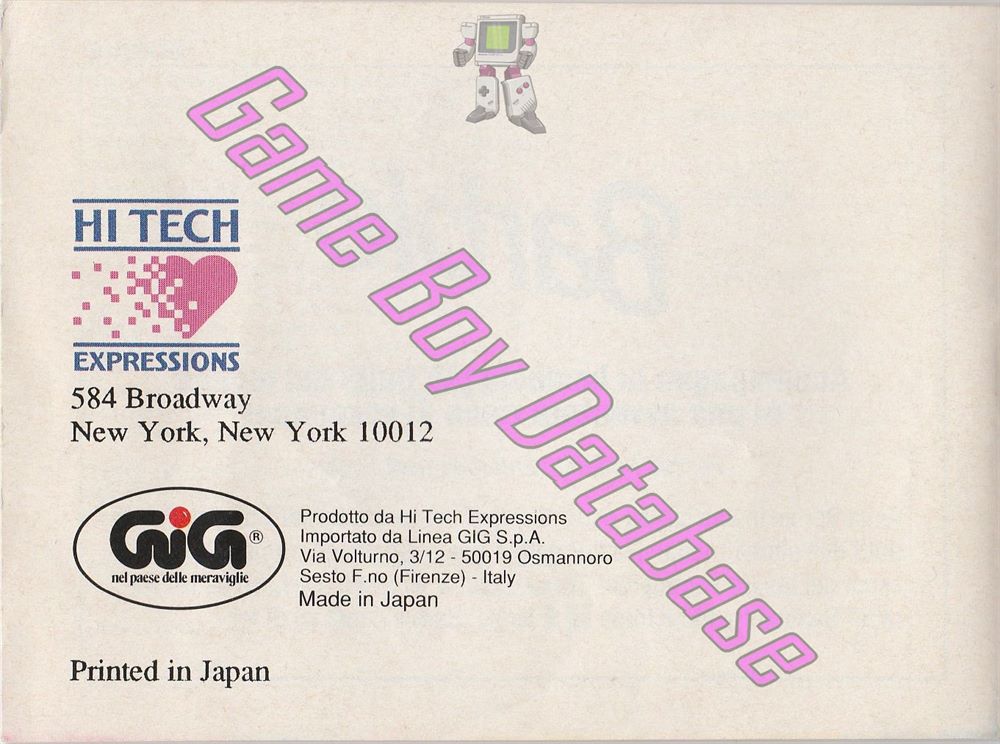 HI TECH
EXPRESSIONS
584 Broadway
New York, New York 10012
GiG®
nel paese delle meraviglie
Prodotto da Hi Tech Expressions
Importato da Linea GIG S.p.A.
Via Volturno, 3/12 - 50019 Osmannoro
Sesto F.no (Firenze) - Italy
Made in Japan
Printed in Japan
Game Boy Database